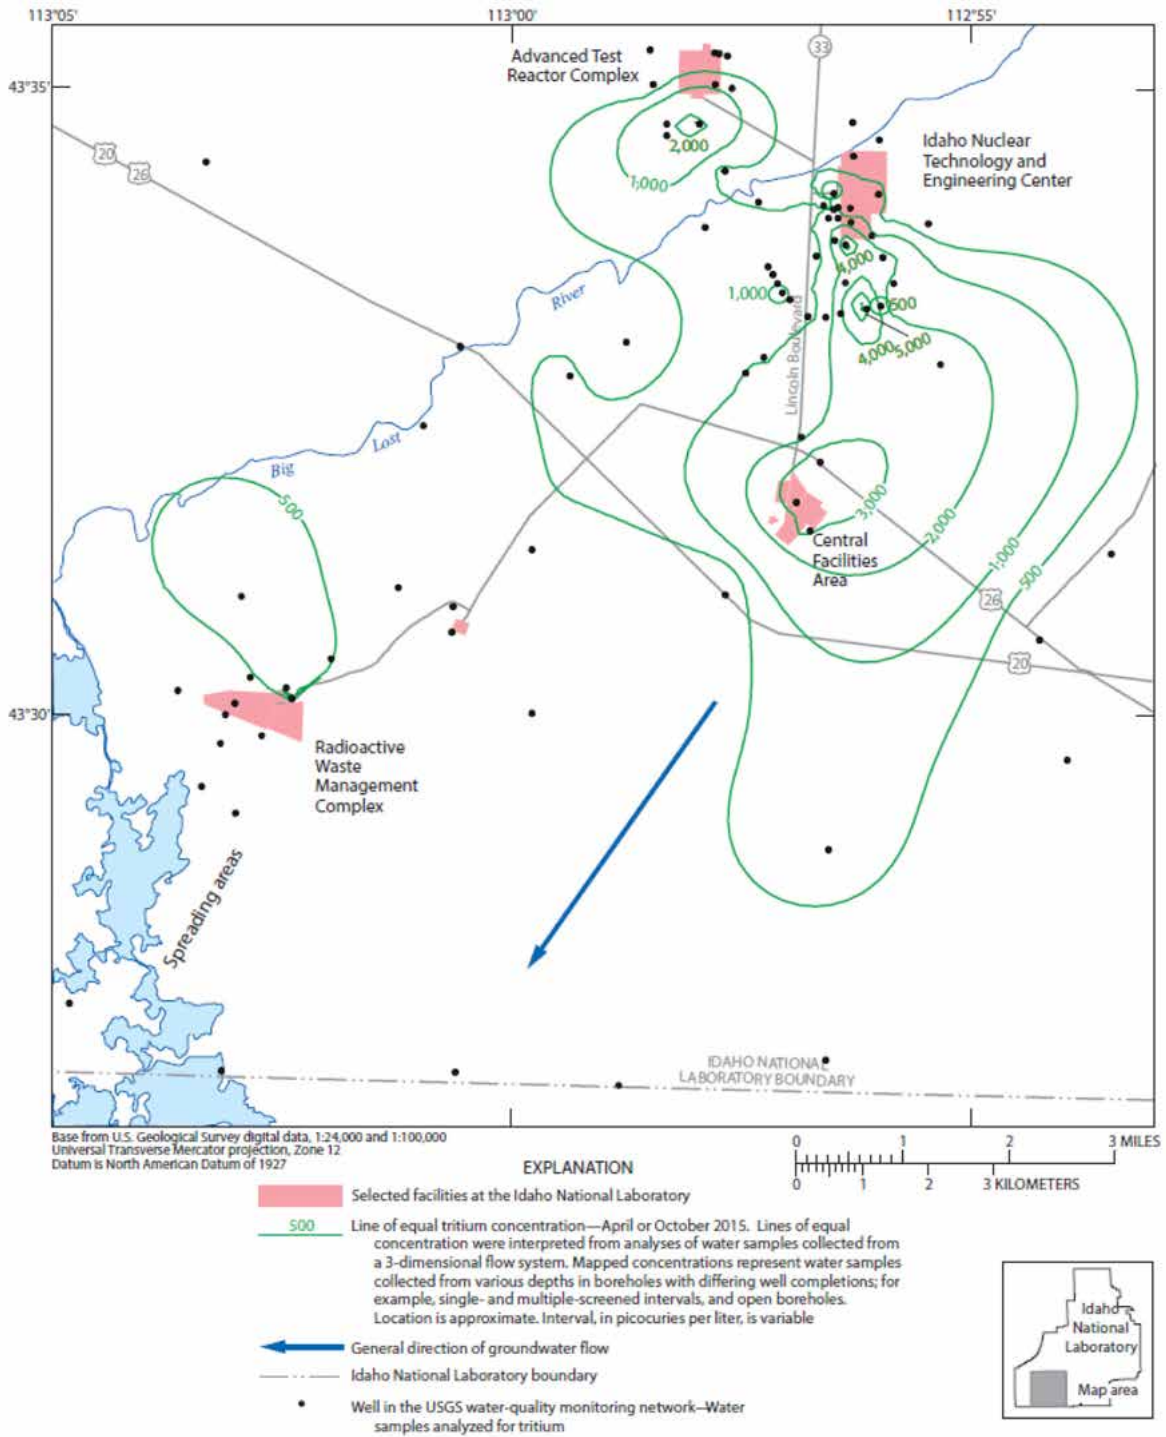 113°05'
113°00'
112°55'
33
Advanced Test
Reactor Complex
43°35'
Idaho Nuclear
Technology and
Engineering Center
2,000
20
26
1,000
4,000
River
1,000
500
4,000
5,000
Lincoln Boulevard
Lost
Big
500
3,000
2,000
Central
Facilities
Area
1,000
500
26
20
43°30'
Radioactive
Waste
Management
Complex
Spreading areas
IDAHO NATIONAL
LABORATORY BOUNDARY
Base from U.S. Geological Survey digital data, 1:24,000 and 1:100,000
Universal Transverse Mercator projection, Zone 12
Datum is North American Datum of 1927
0 1 2 3 MILES
0 1 2 3 KILOMETERS
EXPLANATION
Selected facilities at the Idaho National Laboratory
500 Line of equal tritium concentration—April or October 2015. Lines of equal
concentration were interpreted from analyses of water samples collected from
a 3-dimensional flow system. Mapped concentrations represent water samples
collected from various depths in boreholes with differing well completions; for
example, single- and multiple-screened intervals, and open boreholes.
Location is approximate. Interval, in picocuries per liter, is variable
General direction of groundwater flow
Idaho National Laboratory boundary
Well in the USGS water-quality monitoring network—Water
samples analyzed for tritium
Idaho
National
Laboratory
Map area